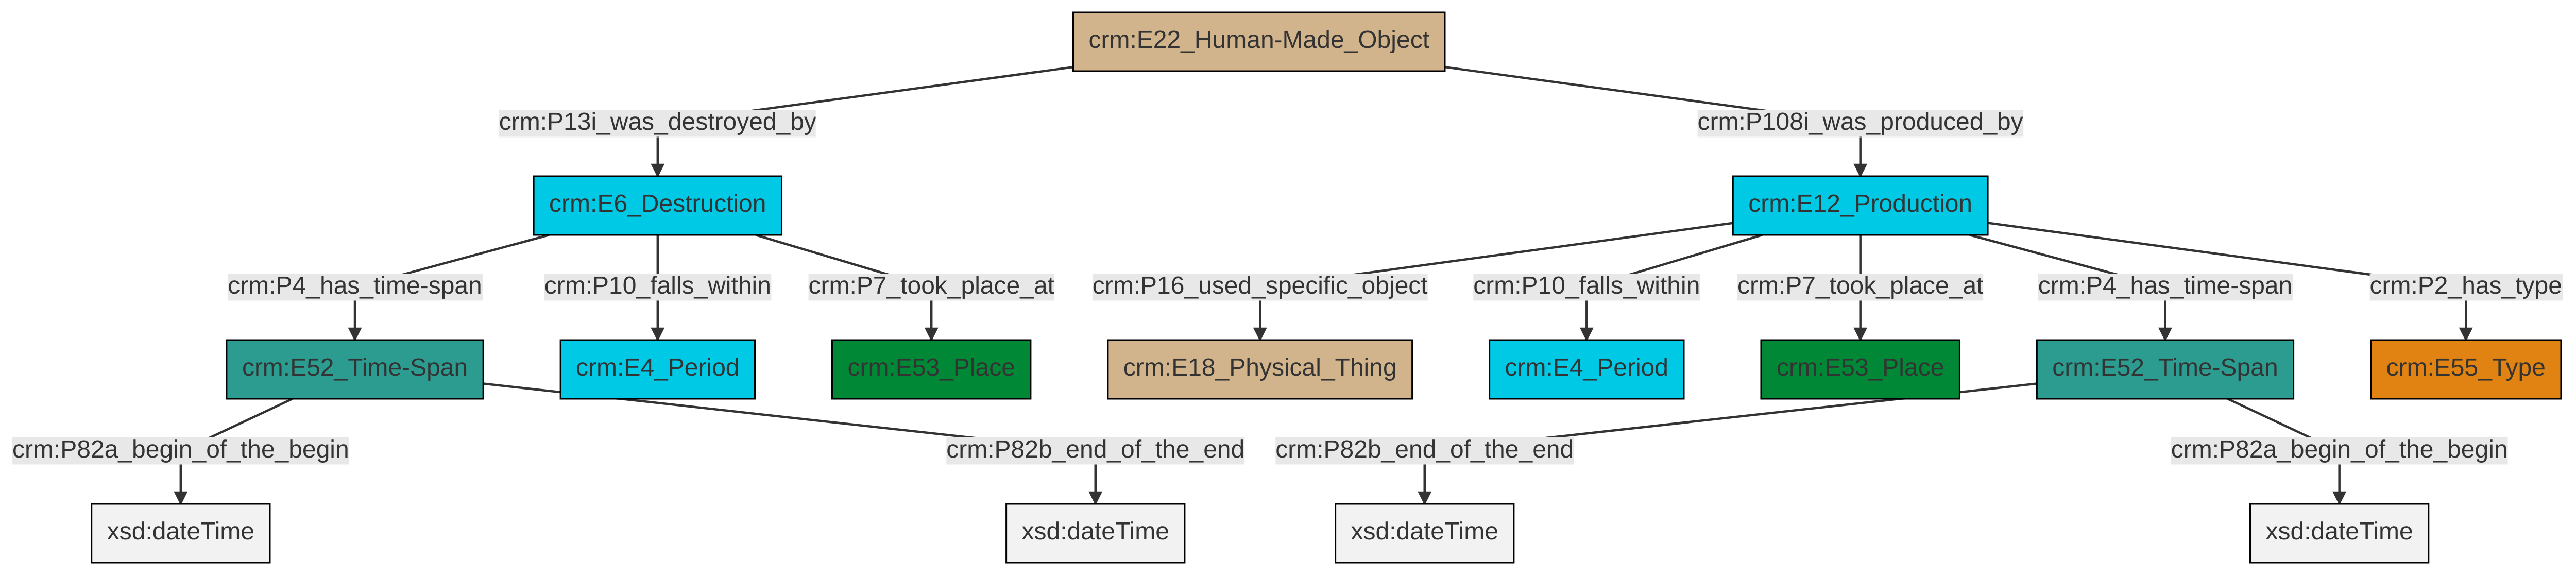 crm:E22_Human-Made_Object
crm:P13i_was_destroyed_by
crm:P108i_was_produced_by
crm:E6_Destruction
crm:E12_Production
crm:P4_has_time-span
crm:P10_falls_within
crm:P7_took_place_at
crm:P16_used_specific_object
crm:P10_falls_within
crm:P7_took_place_at
crm:P4_has_time-span
crm:P2_has_type
crm:E52_Time-Span
crm:E4_Period
crm:E53_Place
crm:E18_Physical_Thing
crm:E4_Period
crm:E53_Place
crm:E52_Time-Span
crm:E55_Type
crm:P82a_begin_of_the_begin
crm:P82b_end_of_the_end
crm:P82b_end_of_the_end
crm:P82a_begin_of_the_begin
xsd:dateTime
xsd:dateTime
xsd:dateTime
xsd:dateTime